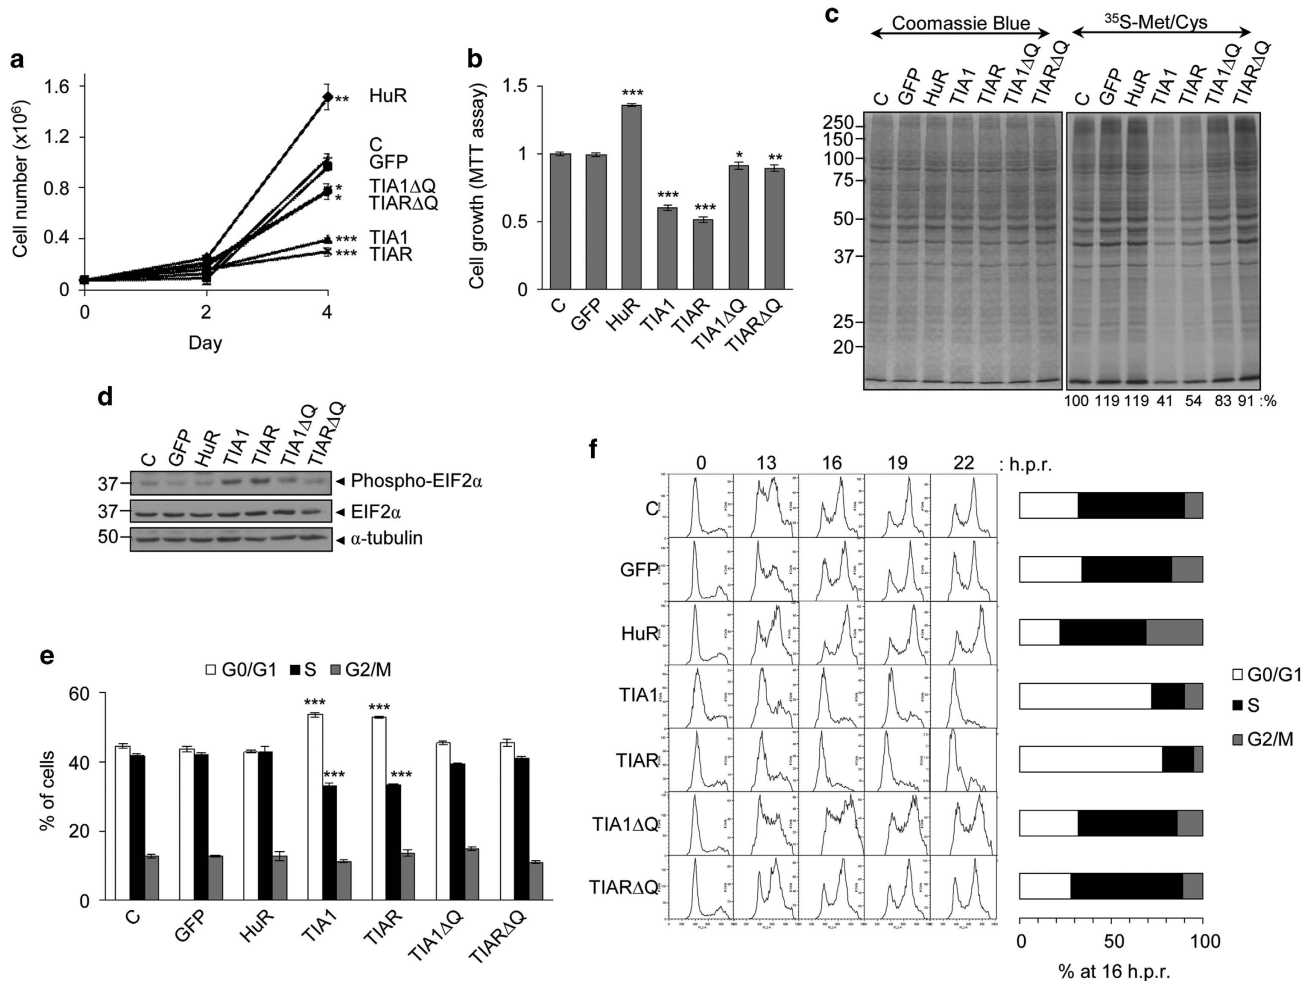 a
Cell number (x10⁶)
1.6
1.2
0.8
0.4
0
0 2 4
Day
HuR
C
GFP
TIA1ΔQ
TIARΔQ
TIA1
TIAR
**
*
*
***
***
b
Cell growth (MTT assay)
1.5
1
0.5
0
*** *** *** * **
C GFP HuR TIA1 TIAR TIA1ΔQ TIARΔQ
c
Coomassie Blue
³⁵S-Met/Cys
C GFP HuR TIA1 TIAR TIA1ΔQ TIARΔQ
C GFP HuR TIA1 TIAR TIA1ΔQ TIARΔQ
250
150
100
75
50
37
25
20
100 119 119 41 54 83 91 :%
d
C GFP HuR TIA1 TIAR TIA1ΔQ TIARΔQ
37 Phospho-EIF2α
37 EIF2α
50 α-tubulin
e
G0/G1 S G2/M
% of cells
60
40
20
0
*** *** *** ***
C GFP HuR TIA1 TIAR TIA1ΔQ TIARΔQ
f
0 13 16 19 22 : h.p.r.
C
GFP
HuR
TIA1
TIAR
TIA1ΔQ
TIARΔQ
G0/G1
S
G2/M
0 100
% at 16 h.p.r.